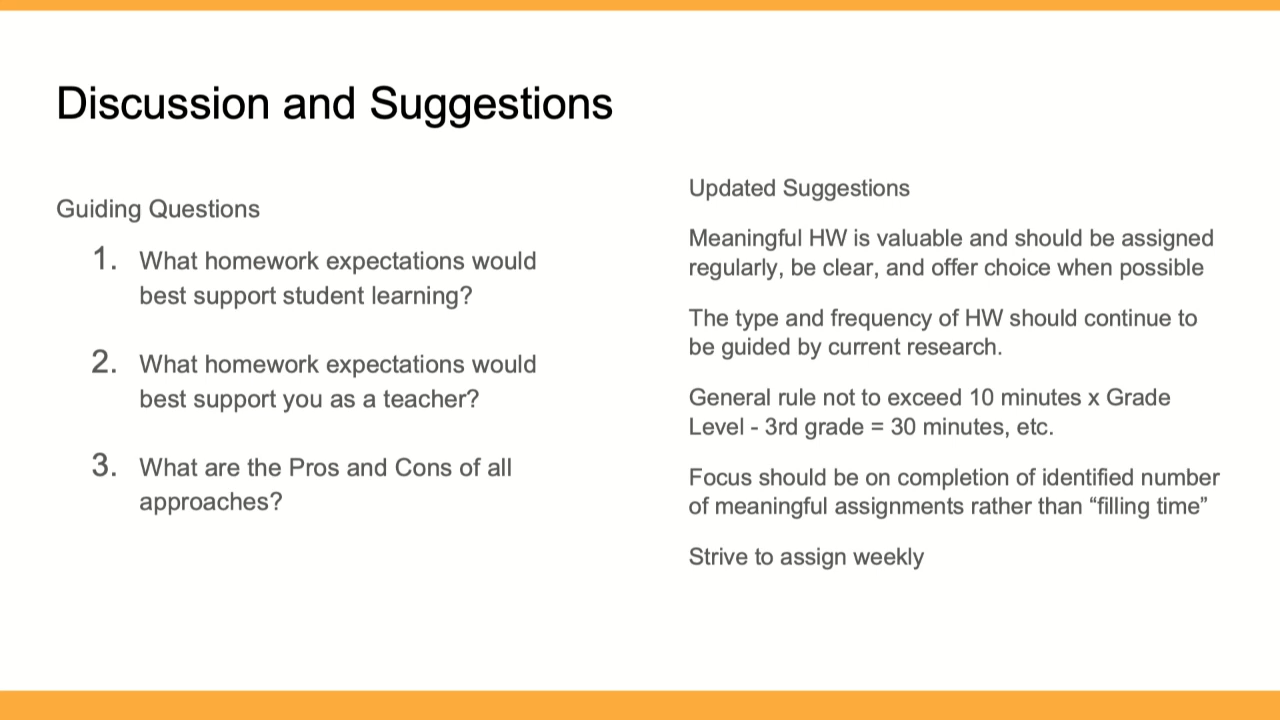 Discussion and Suggestions
Guiding Questions
1. What homework expectations would
best support student learning?
2. What homework expectations would
best support you as a teacher?
3. What are the Pros and Cons of all
approaches?
Updated Suggestions
Meaningful HW is valuable and should be assigned
regularly, be clear, and offer choice when possible
The type and frequency of HW should continue to
be guided by current research.
General rule not to exceed 10 minutes x Grade
Level - 3rd grade = 30 minutes, etc.
Focus should be on completion of identified number
of meaningful assignments rather than “filling time”
Strive to assign weekly